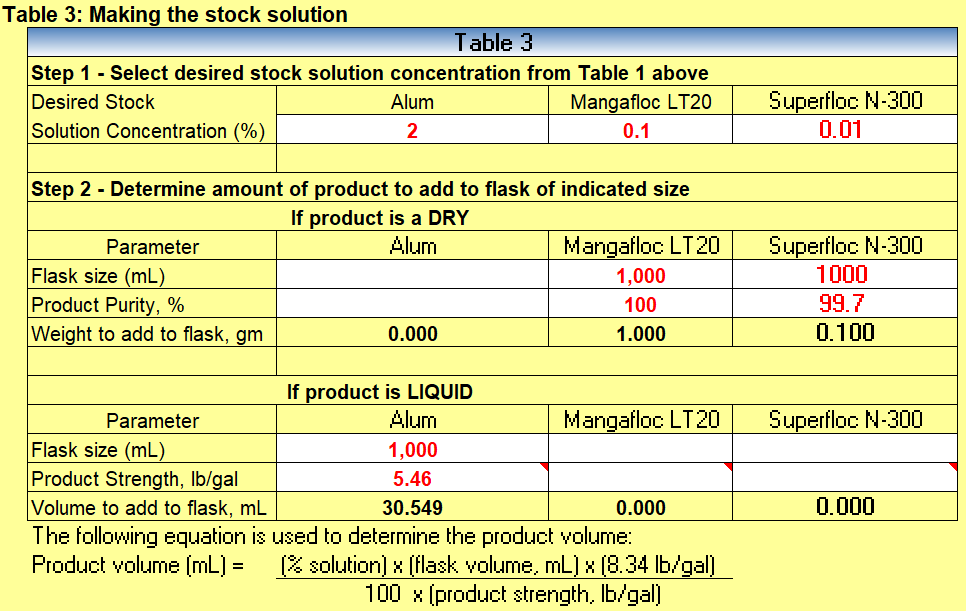 Table 3: Making the stock solution
Table 3
Step 1 - Select desired stock solution concentration from Table 1 above
Desired Stock Alum Mangafloc LT20 Superfloc N-300
Solution Concentration (%) 2 0.1 0.01
Step 2 - Determine amount of product to add to flask of indicated size
If product is a DRY
Parameter Alum Mangafloc LT20 Superfloc N-300
Flask size (mL) 1,000 1000
Product Purity, % 100 99.7
Weight to add to flask, gm 0.000 1.000 0.100
If product is LIQUID
Parameter Alum Mangafloc LT20 Superfloc N-300
Flask size (mL) 1,000
Product Strength, lb/gal 5.46
Volume to add to flask, mL 30.549 0.000 0.000
The following equation is used to determine the product volume:
Product volume (mL) = (% solution) x (flask volume, mL) x (8.34 lb/gal)
100 x (product strength, lb/gal)